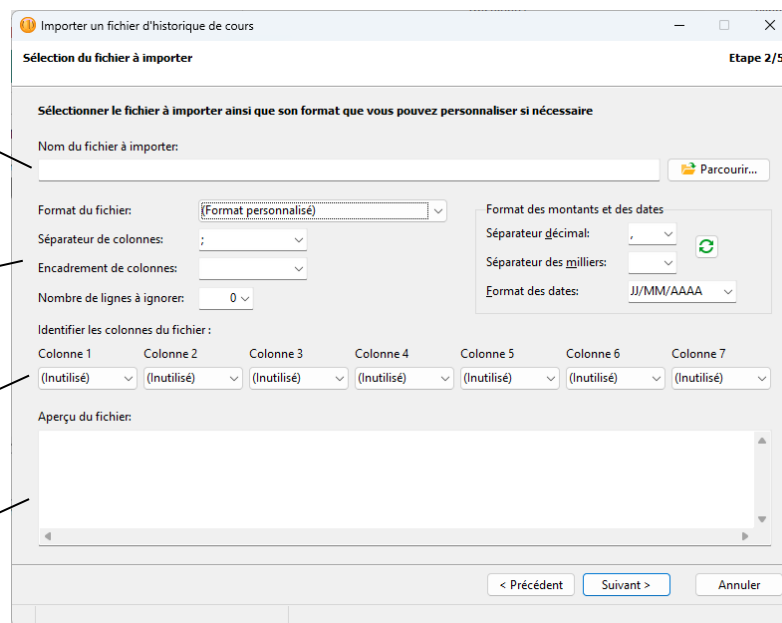 Importer un fichier d'historique de cours
Sélection du fichier à importer Etape 2/5
Sélectionner le fichier à importer ainsi que son format que vous pouvez personnaliser si nécessaire
Nom du fichier à importer:
Parcourir...
Format du fichier: (Format personnalisé)
Séparateur de colonnes: ;
Encadrement de colonnes:
Nombre de lignes à ignorer: 0
Format des montants et des dates
Séparateur décimal: ,
Séparateur des milliers:
Format des dates: JJ/MM/AAAA
Identifier les colonnes du fichier :
Colonne 1 Colonne 2 Colonne 3 Colonne 4 Colonne 5 Colonne 6 Colonne 7
(Inutilisé) (Inutilisé) (Inutilisé) (Inutilisé) (Inutilisé) (Inutilisé) (Inutilisé)
Aperçu du fichier:
< Précédent Suivant > Annuler